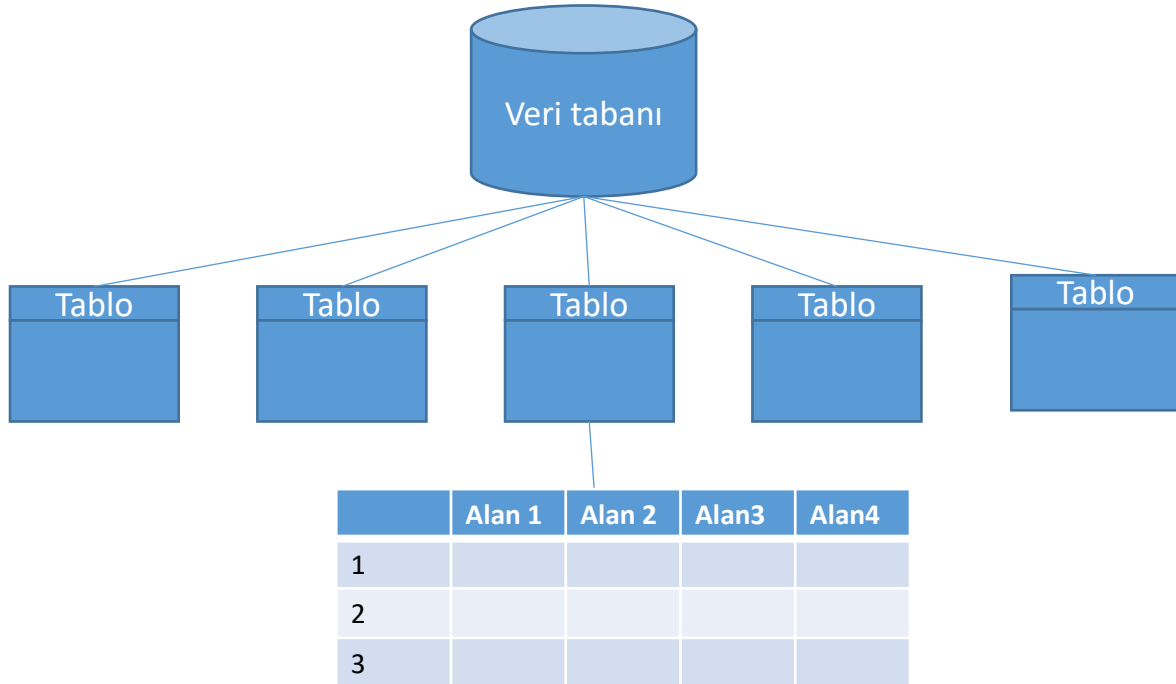 Veri tabanı
Tablo Tablo Tablo Tablo Tablo
Alan 1 Alan 2 Alan3 Alan4
1
2
3